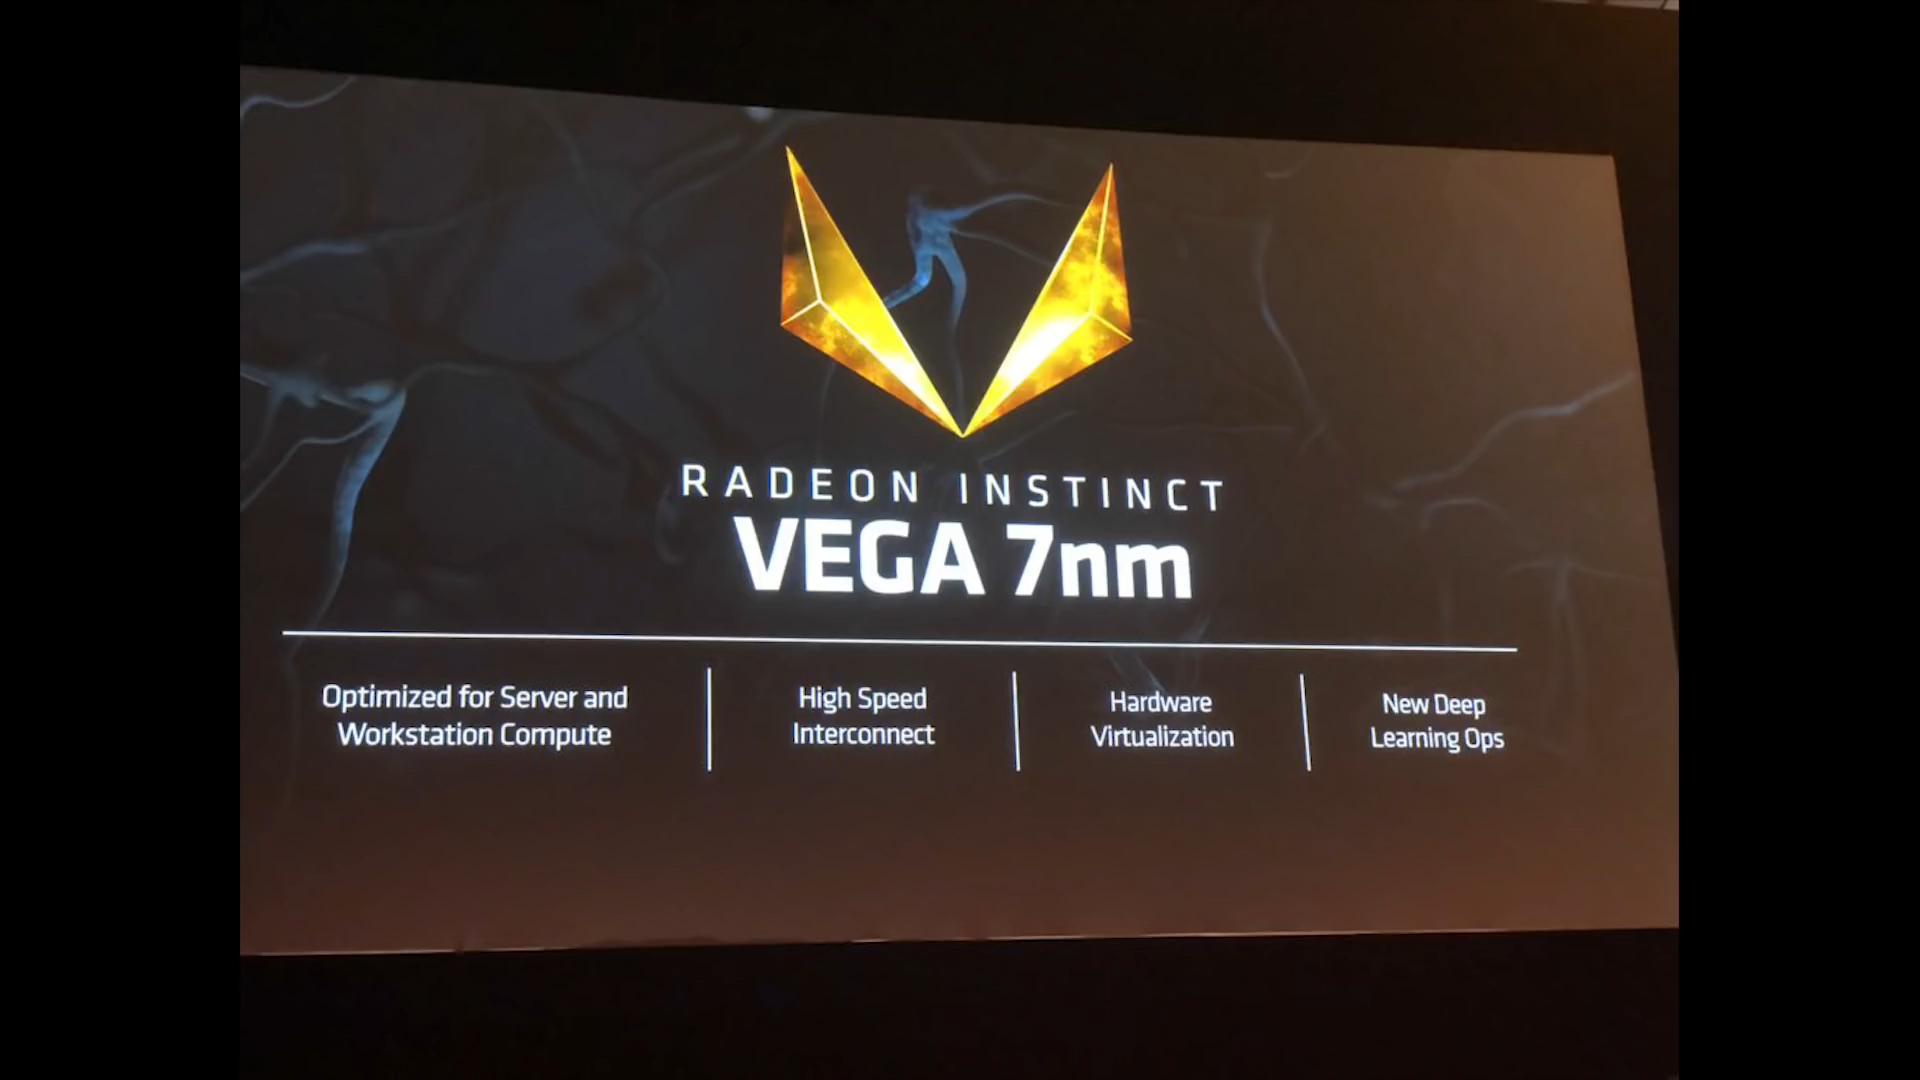 RADEON INSTINCT
VEGA 7nm
Optimized for Server and
Workstation Compute
High Speed
Interconnect
Hardware
Virtualization
New Deep
Learning Ops